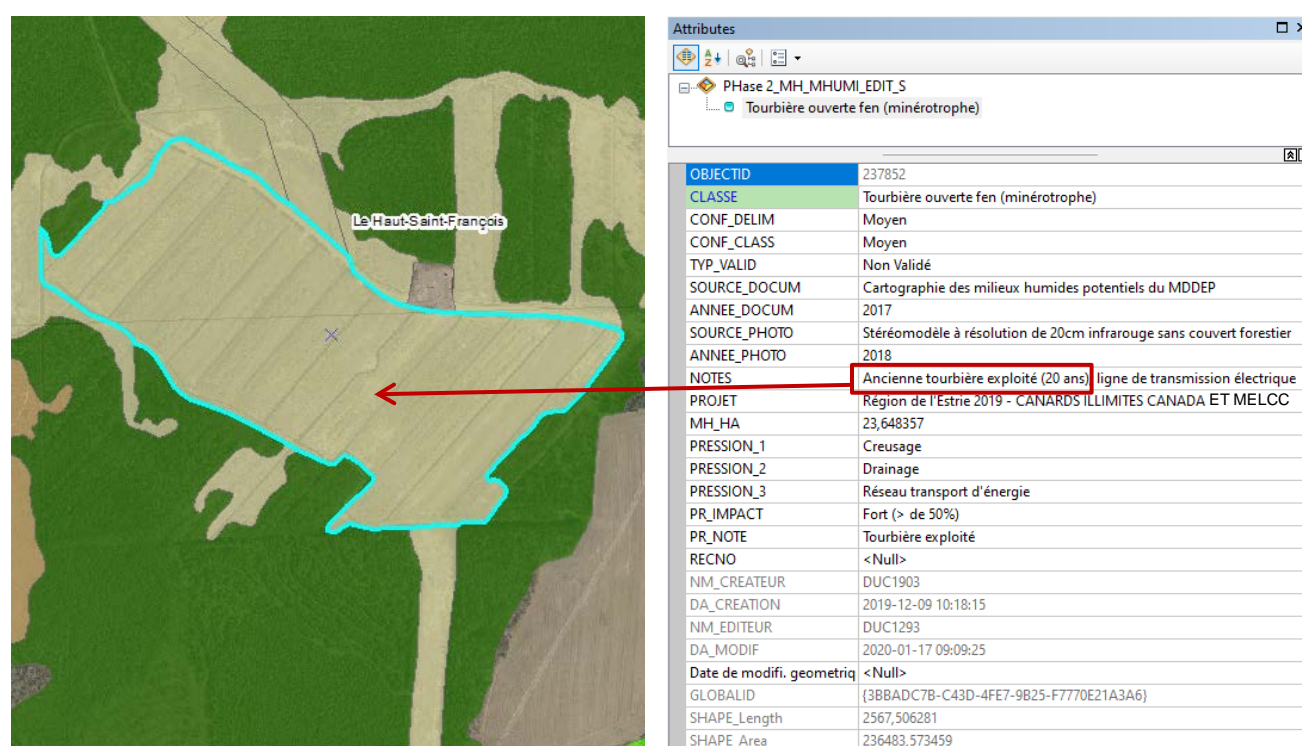 Le Haut-Saint-François
Attributes
PHase 2_MH_MHUMI_EDIT_S
Tourbière ouverte fen (minérotrophe)
OBJECTID 237852
CLASSE Tourbière ouverte fen (minérotrophe)
CONF_DELIM Moyen
CONF_CLASS Moyen
TYP_VALID Non Validé
SOURCE_DOCUM Cartographie des milieux humides potentiels du MDDEP
ANNEE_DOCUM 2017
SOURCE_PHOTO Stéréomodèle à résolution de 20cm infrarouge sans couvert forestier
ANNEE_PHOTO 2018
NOTES Ancienne tourbière exploité (20 ans), ligne de transmission électrique
PROJET Région de l'Estrie 2019 - CANARDS ILLIMITES CANADA ET MELCC
MH_HA 23,648357
PRESSION_1 Creusage
PRESSION_2 Drainage
PRESSION_3 Réseau transport d'énergie
PR_IMPACT Fort (> de 50%)
PR_NOTE Tourbière exploité
RECNO <Null>
NM_CREATEUR DUC1903
DA_CREATION 2019-12-09 10:18:15
NM_EDITEUR DUC1293
DA_MODIF 2020-01-17 09:09:25
Date de modifi. geometriq <Null>
GLOBALID {3BBADC7B-C43D-4FE7-9B25-F7770E21A3A6}
SHAPE_Length 2567,506281
SHAPE_Area 236483,573459